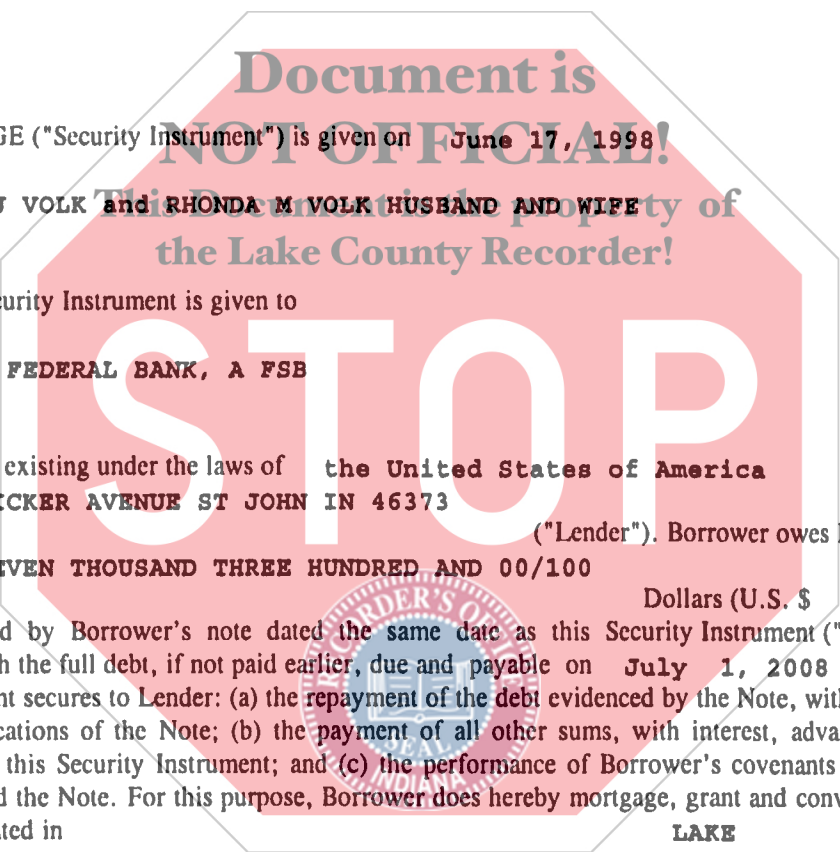 Document is
GE ("Security Instrument") is given on June 17, 1998
NOT OFFICIAL!
J VOLK and RHONDA M VOLK HUSBAND AND WIFE
This Document is the property of
the Lake County Recorder!
curity Instrument is given to
FEDERAL BANK, A FSB
STOP
existing under the laws of the United States of America
CKER AVENUE ST JOHN IN 46373
("Lender"). Borrower owes
EVEN THOUSAND THREE HUNDRED AND 00/100
Dollars (U.S. $
d by Borrower's note dated the same date as this Security Instrument ("
h the full debt, if not paid earlier, due and payable on July 1, 2008
nt secures to Lender: (a) the repayment of the debt evidenced by the Note, wit
cations of the Note; (b) the payment of all other sums, with interest, adva
this Security Instrument; and (c) the performance of Borrower's covenants
d the Note. For this purpose, Borrower does hereby mortgage, grant and conv
ated in LAKE
RECORDER'S OFFICE
SEAL
INDIANA